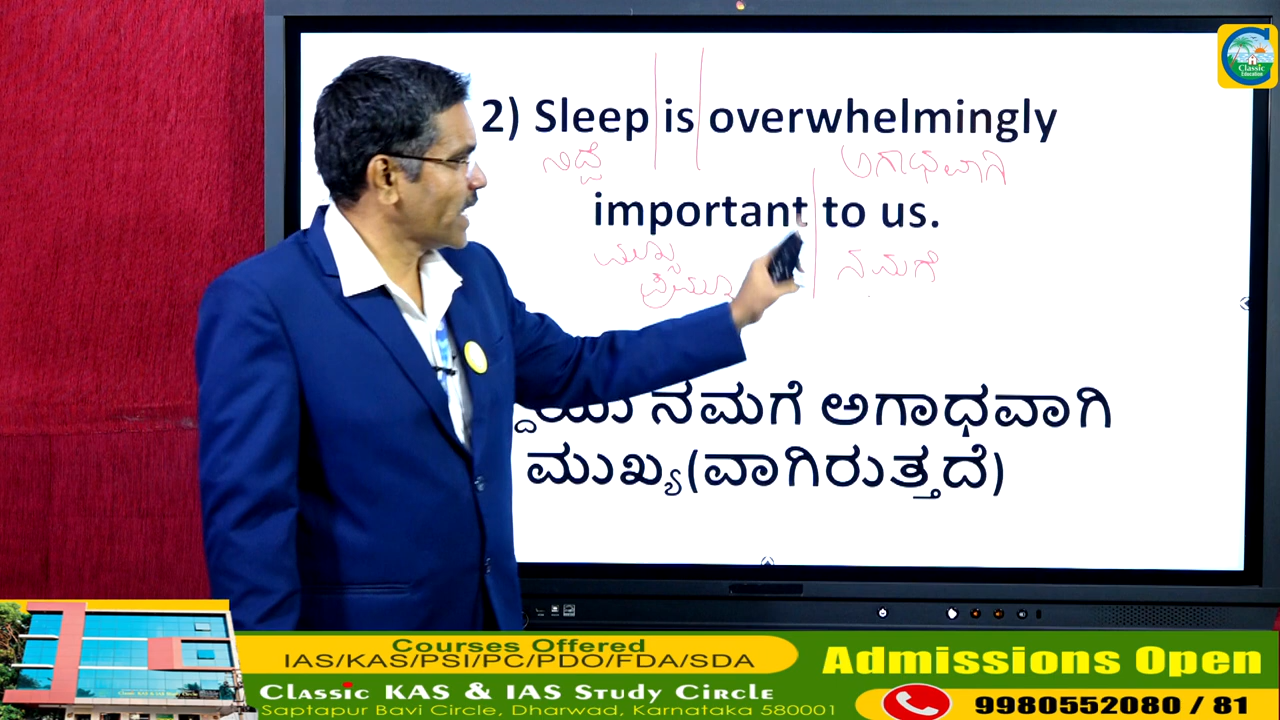 Classic
Education
2) Sleep is overwhelmingly
ನಿದ್ದೆ ಅಗಾಧವಾಗಿ
important to us.
ಮುಖ್ಯ ನಮಗೆ
ನಮಗೆ ಅಗಾಧವಾಗಿ
ಮುಖ್ಯ(ವಾಗಿರುತ್ತದೆ)
Courses Offered
IAS/KAS/PSI/PC/PDO/FDA/SDA
Classic KAS & IAS Study Circle
Saptapur Bavi Circle, Dharwad, Karnataka 580001
Admissions Open
9980552080 / 81